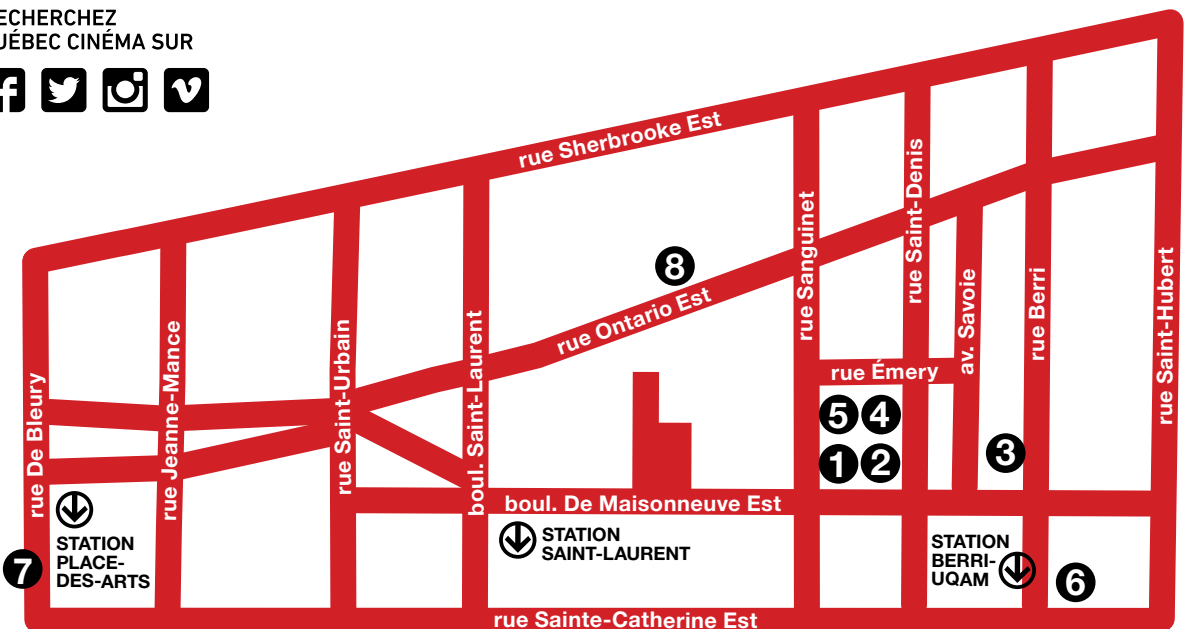 ECHERCHEZ
UÉBEC CINÉMA SUR
rue Sherbrooke Est
rue Saint-Denis
rue Sanguinet
8
rue Ontario Est
rue Berri
av. Savoie
rue Saint-Hubert
rue De Bleury
rue Jeanne-Mance
rue Saint-Urbain
boul. Saint-Laurent
rue Émery
5 4
1 2
3
boul. De Maisonneuve Est
STATION
PLACE-
DES-ARTS
7
STATION
SAINT-LAURENT
STATION
BERRI-
UQAM
6
rue Sainte-Catherine Est